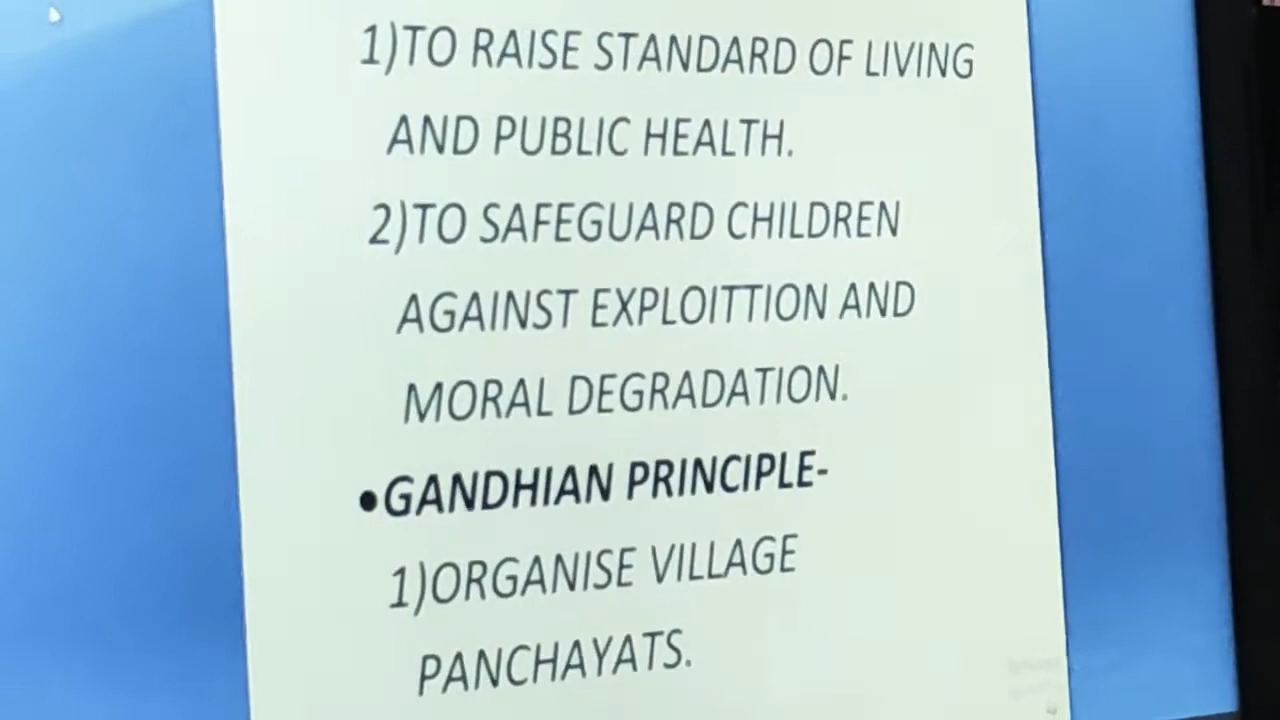 1)TO RAISE STANDARD OF LIVING
AND PUBLIC HEALTH.
2)TO SAFEGUARD CHILDREN
AGAINST EXPLOITTION AND
MORAL DEGRADATION.
•GANDHIAN PRINCIPLE-
1)ORGANISE VILLAGE
PANCHAYATS.